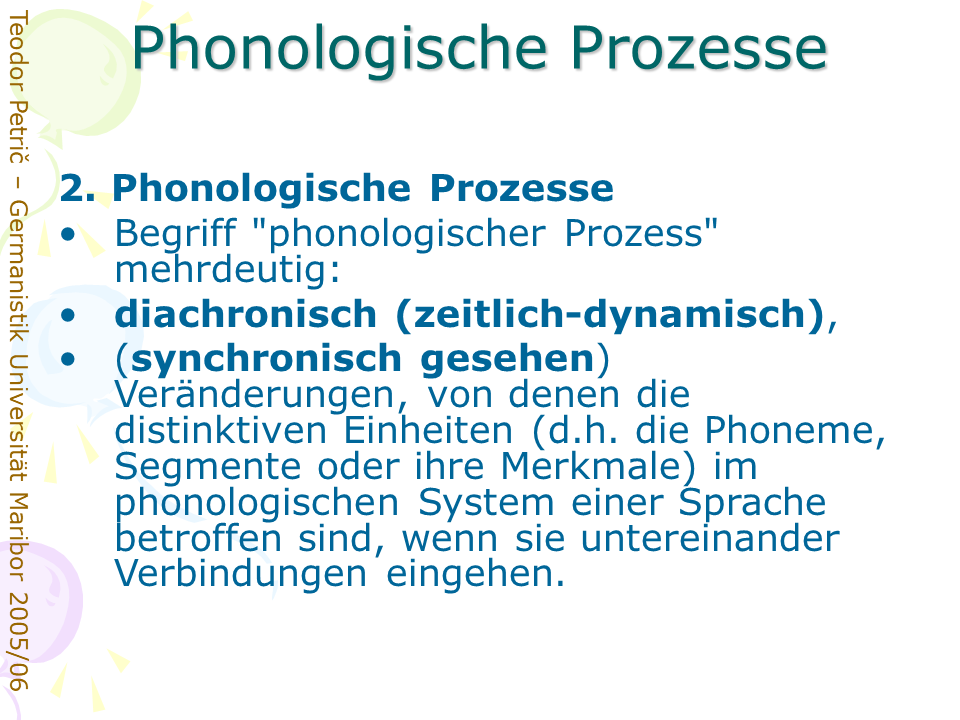 Phonologische Prozesse
2. Phonologische Prozesse
• Begriff "phonologischer Prozess"
mehrdeutig:
• diachronisch (zeitlich-dynamisch),
• (synchronisch gesehen)
Veränderungen, von denen die
distinktiven Einheiten (d.h. die Phoneme,
Segmente oder ihre Merkmale) im
phonologischen System einer Sprache
betroffen sind, wenn sie untereinander
Verbindungen eingehen.
Teodor Petrič – Germanistik Universität Maribor 2005/06